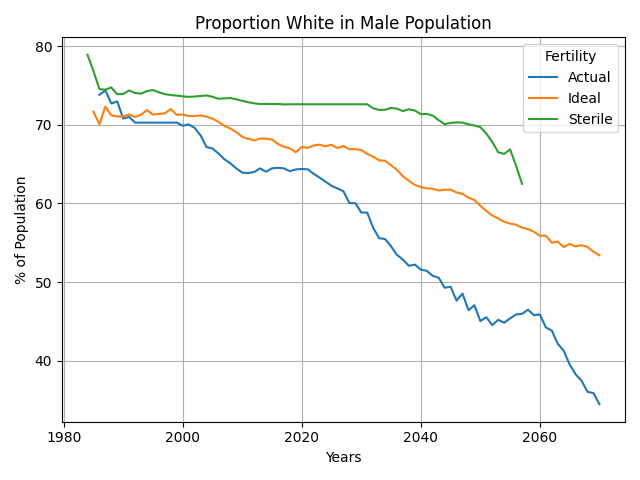 Proportion White in Male Population
% of Population
80
70
60
50
40
1980
2000
2020
2040
2060
Years
Fertility
Actual
Ideal
Sterile